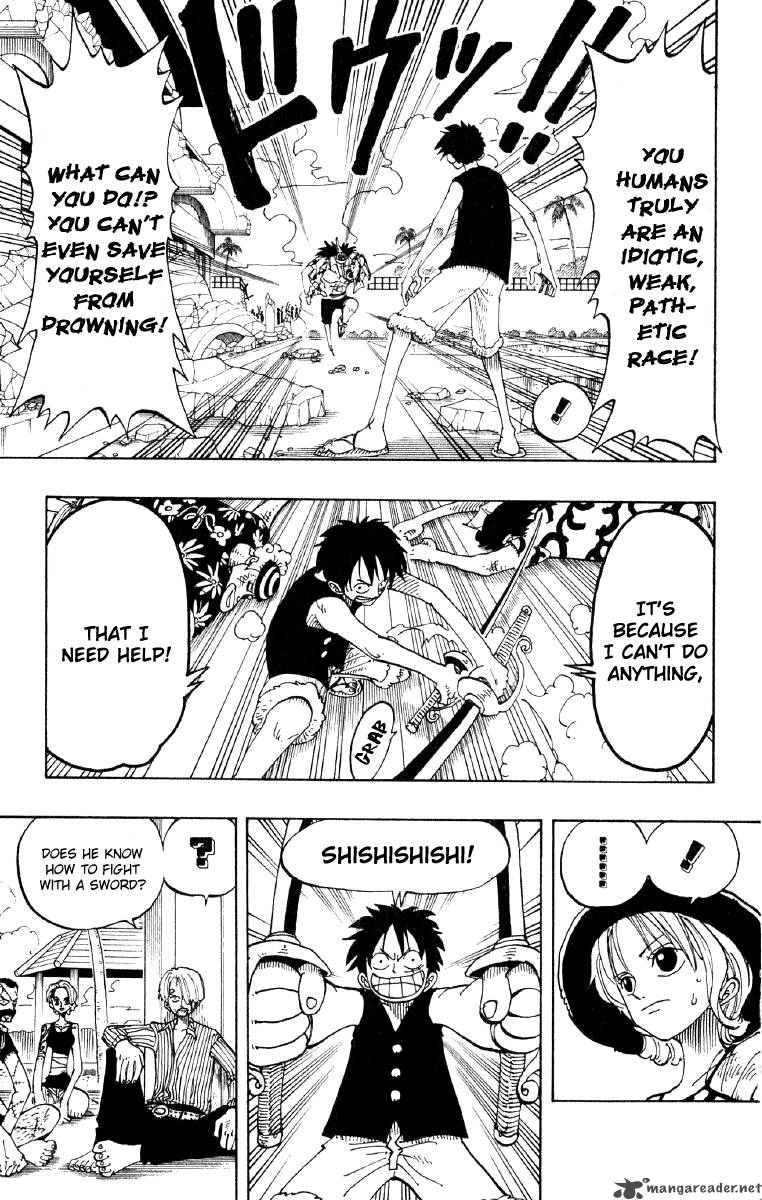 YOU
HUMANS
TRULY
ARE AN
IDIOTIC,
WEAK,
PATH-
ETIC
RACE!
ドウッ!!
!
WHAT CAN
YOU DO!?
YOU CAN'T
EVEN SAVE
YOURSELF
FROM
DROWNING!
IT'S
BECAUSE
I CAN'T DO
ANYTHING,
GRAB
THAT I
NEED HELP!
!
......
SHISHISHISHI!
?
DOES HE KNOW
HOW TO FIGHT
WITH A SWORD?
mangareader.net